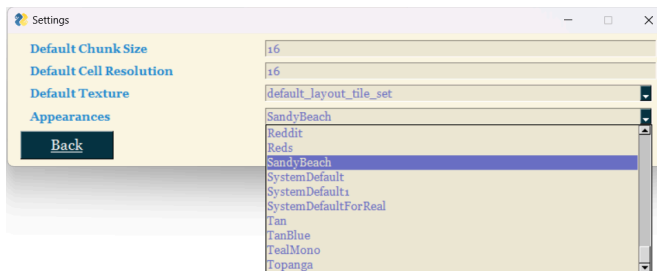 Settings
Default Chunk Size 16
Default Cell Resolution 16
Default Texture default_layout_tile_set
Appearances SandyBeach
Back
Reddit
Reds
SandyBeach
SystemDefault
SystemDefault1
SystemDefaultForReal
Tan
TanBlue
TealMono
Topanga